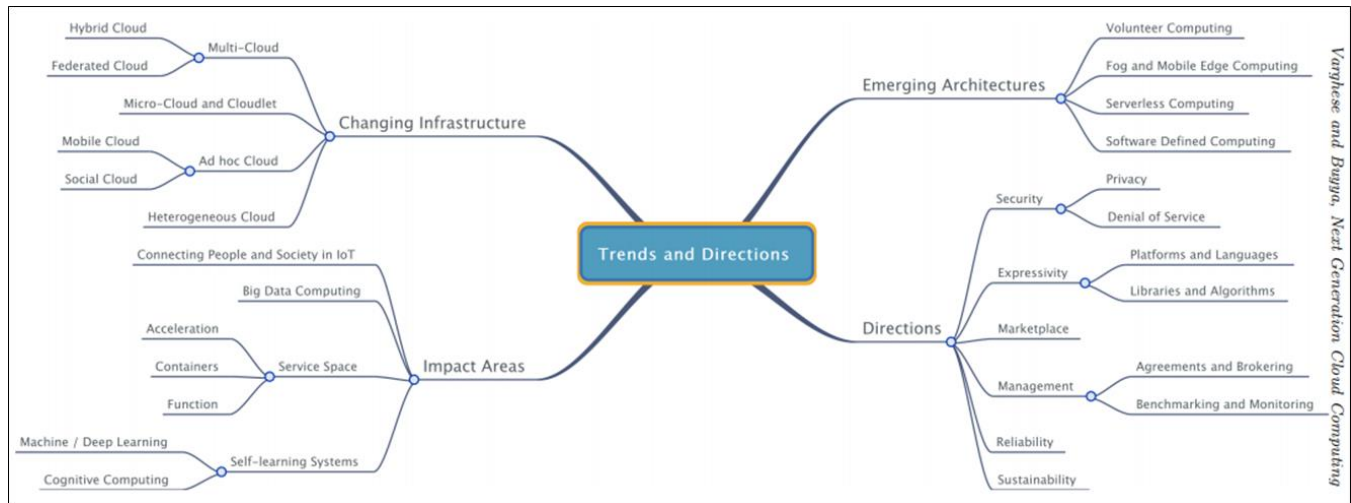 Trends and Directions
Changing Infrastructure
Multi-Cloud
Hybrid Cloud
Federated Cloud
Micro-Cloud and Cloudlet
Ad hoc Cloud
Mobile Cloud
Social Cloud
Heterogeneous Cloud
Impact Areas
Connecting People and Society in IoT
Big Data Computing
Service Space
Acceleration
Containers
Function
Self-learning Systems
Machine / Deep Learning
Cognitive Computing
Emerging Architectures
Volunteer Computing
Fog and Mobile Edge Computing
Serverless Computing
Software Defined Computing
Directions
Security
Privacy
Denial of Service
Expressivity
Platforms and Languages
Libraries and Algorithms
Marketplace
Management
Agreements and Brokering
Benchmarking and Monitoring
Reliability
Sustainability
Varghese and Buyya, Next Generation Cloud Computing